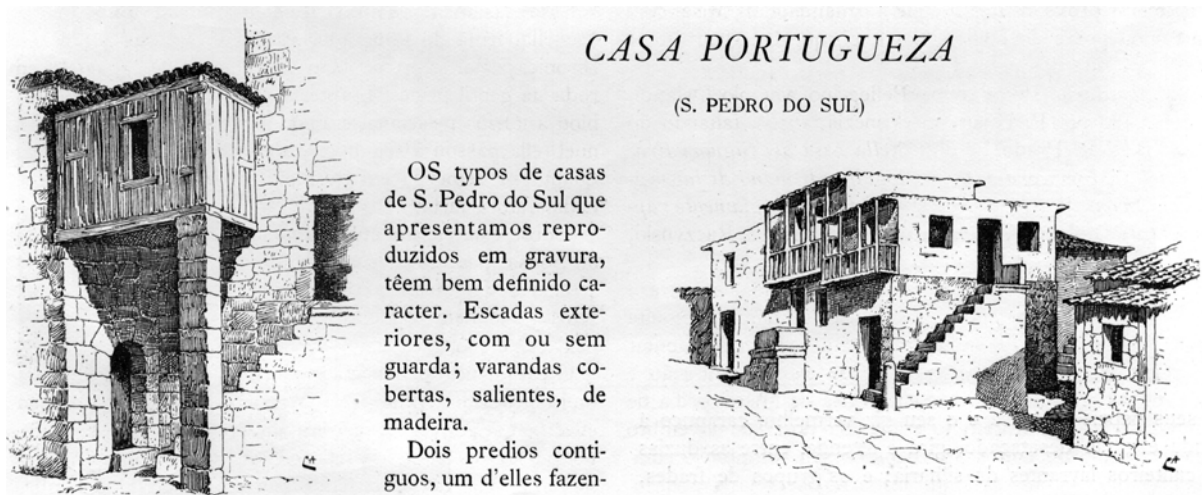 CASA PORTUGUEZA
(S. PEDRO DO SUL)
OS typos de casas
de S. Pedro do Sul que
apresentamos repro-
duzidos em gravura,
têem bem definido ca-
racter. Escadas exte-
riores, com ou sem
guarda; varandas co-
bertas, salientes, de
madeira.
Dois predios conti-
guos, um d'elles fazen-